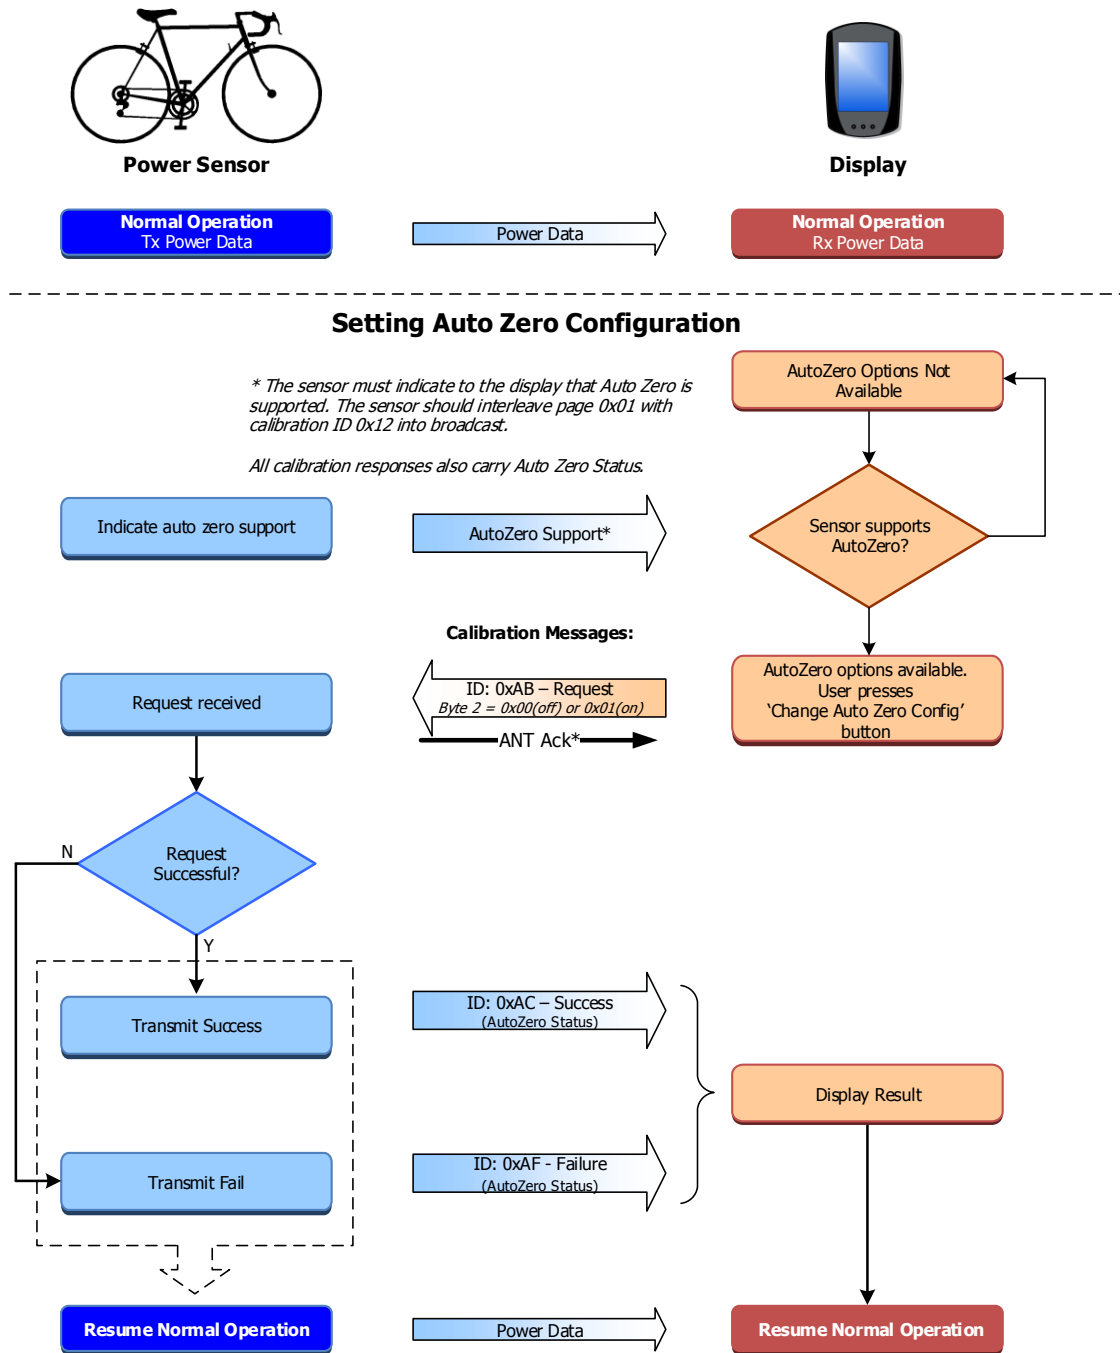 Power Sensor
Display
Normal Operation
Tx Power Data
Power Data
Normal Operation
Rx Power Data
Setting Auto Zero Configuration
* The sensor must indicate to the display that Auto Zero is
supported. The sensor should interleave page 0x01 with
calibration ID 0x12 into broadcast.
All calibration responses also carry Auto Zero Status.
AutoZero Options Not
Available
Indicate auto zero support
AutoZero Support*
Sensor supports
AutoZero?
Calibration Messages:
Request received
ID: 0xAB – Request
Byte 2 = 0x00(off) or 0x01(on)
ANT Ack*
AutoZero options available.
User presses
‘Change Auto Zero Config’
button
Request
Successful?
N
Y
Transmit Success
ID: 0xAC – Success
(AutoZero Status)
Display Result
Transmit Fail
ID: 0xAF - Failure
(AutoZero Status)
Resume Normal Operation
Power Data
Resume Normal Operation